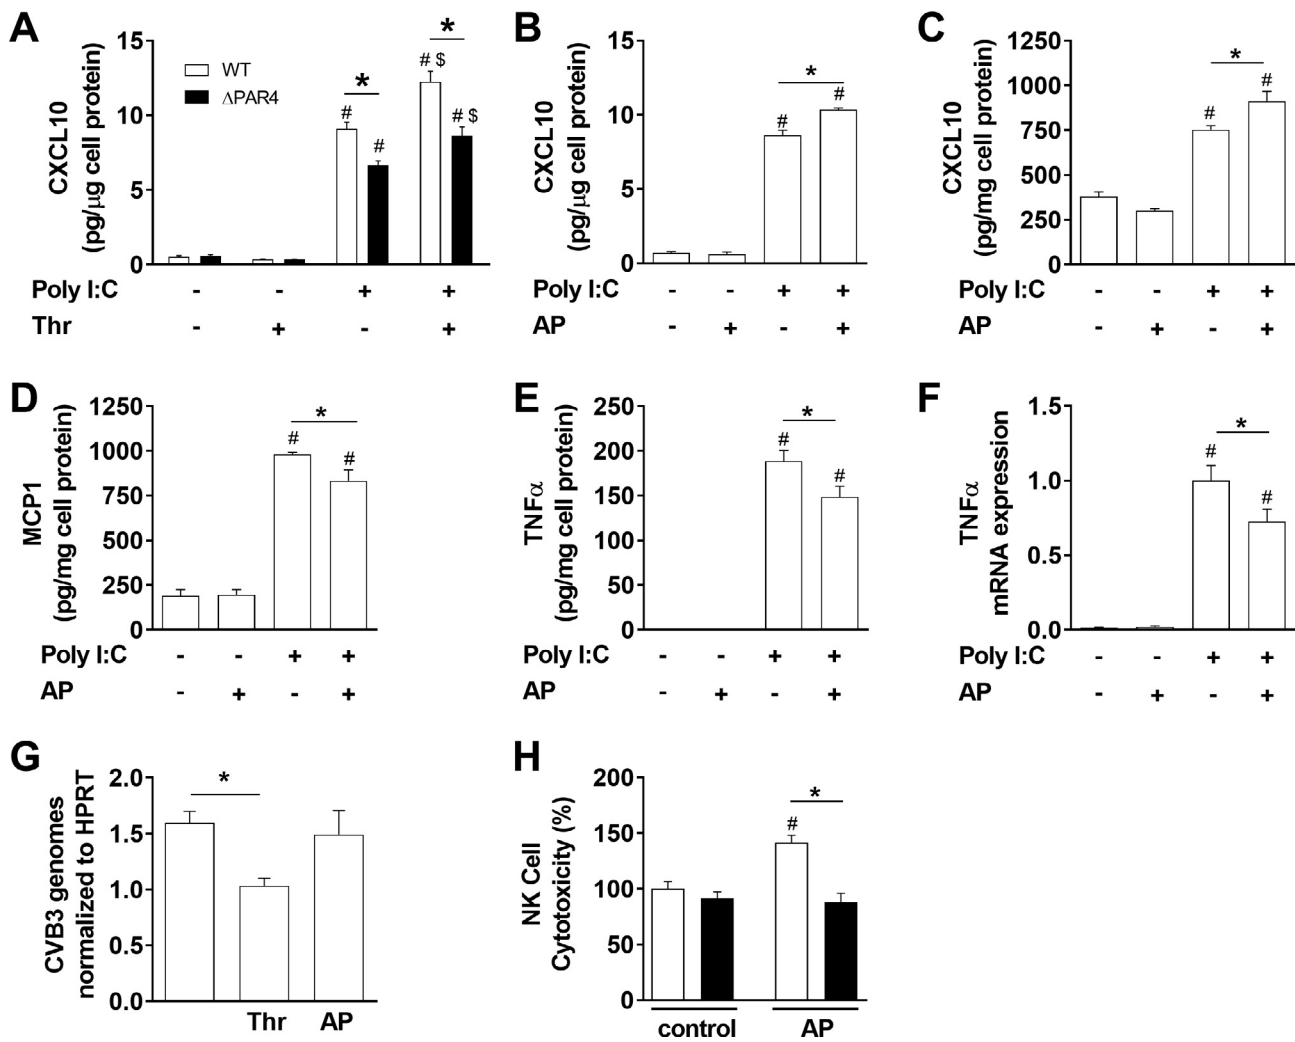 A
CXCL10
(pg/µg cell protein)
15
10
5
0
WT
ΔPAR4
# # # $ # $
* *
Poly I:C - - + +
Thr - + - +
B
CXCL10
(pg/µg cell protein)
15
10
5
0
# #
*
Poly I:C - - + +
AP - + - +
C
CXCL10
(pg/mg cell protein)
1250
1000
750
500
250
0
# #
*
Poly I:C - - + +
AP - + - +
D
MCP1
(pg/mg cell protein)
1250
1000
750
500
250
0
# #
*
Poly I:C - - + +
AP - + - +
E
TNFα
(pg/mg cell protein)
250
200
150
100
50
0
# #
*
Poly I:C - - + +
AP - + - +
F
TNFα
mRNA expression
1.5
1.0
0.5
0.0
# #
*
Poly I:C - - + +
AP - + - +
G
CVB3 genomes
normalized to HPRT
2.0
1.5
1.0
0.5
0.0
*
Thr AP
H
NK Cell
Cytotoxicity (%)
200
150
100
50
0
#
*
control AP